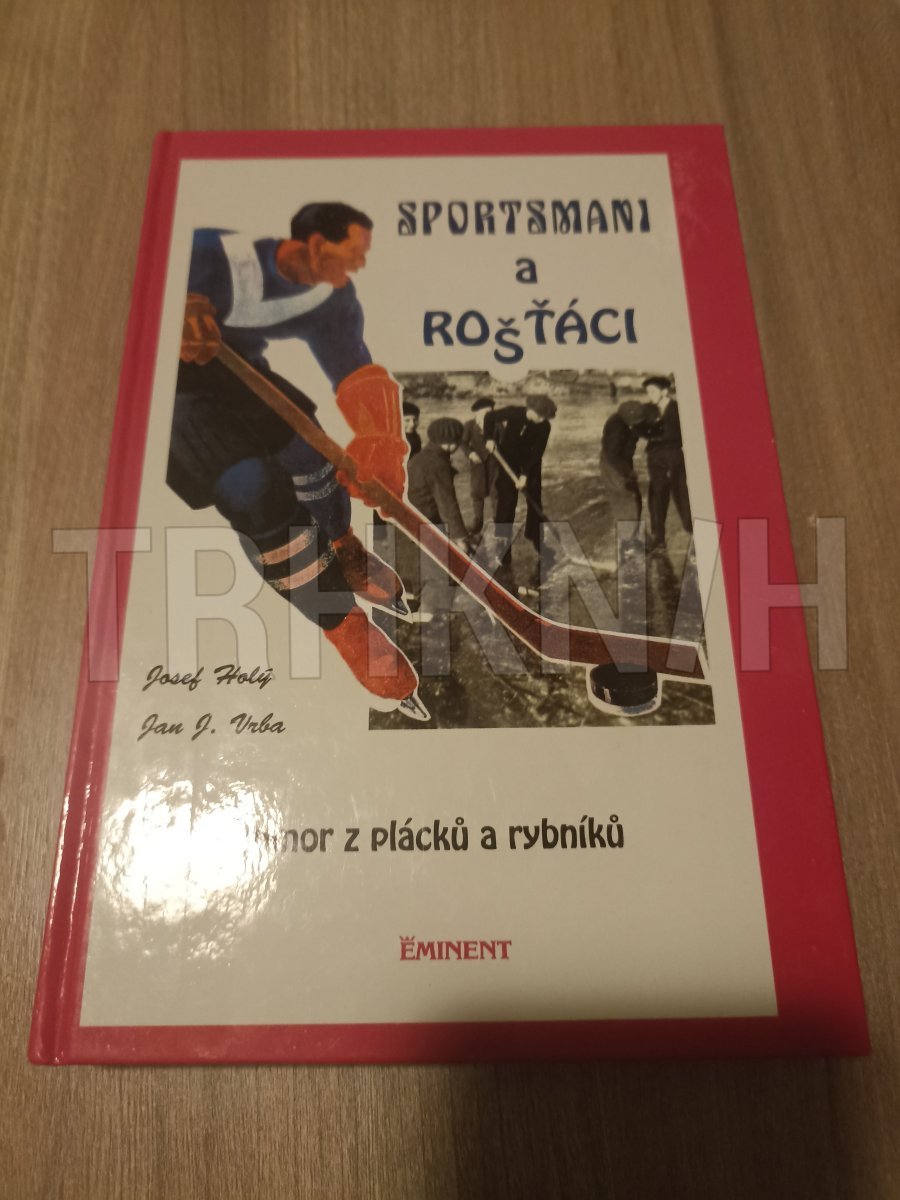 SPORTSMANI
a
ROŠŤÁCI
TRHKNIH
Josef Holý
Jan J. Vrba
z plácků a rybníků
EMINENT